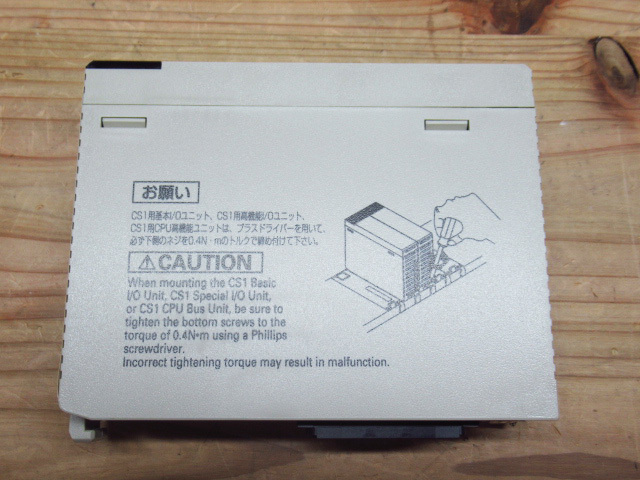 お願い
CS1用基本I/Oユニット、CS1用高機能I/Oユニット、
CS1用CPU高機能ユニットは、プラスドライバーを用いて、
必ず下側のネジを0.4N・mのトルクで締め付けて下さい。
⚠CAUTION
When mounting the CS1 Basic
I/O Unit, CS1 Special I/O Unit,
or CS1 CPU Bus Unit, be sure to
tighten the bottom screws to the
torque of 0.4N•m using a Phillips
screwdriver.
Incorrect tightening torque may result in malfunction.